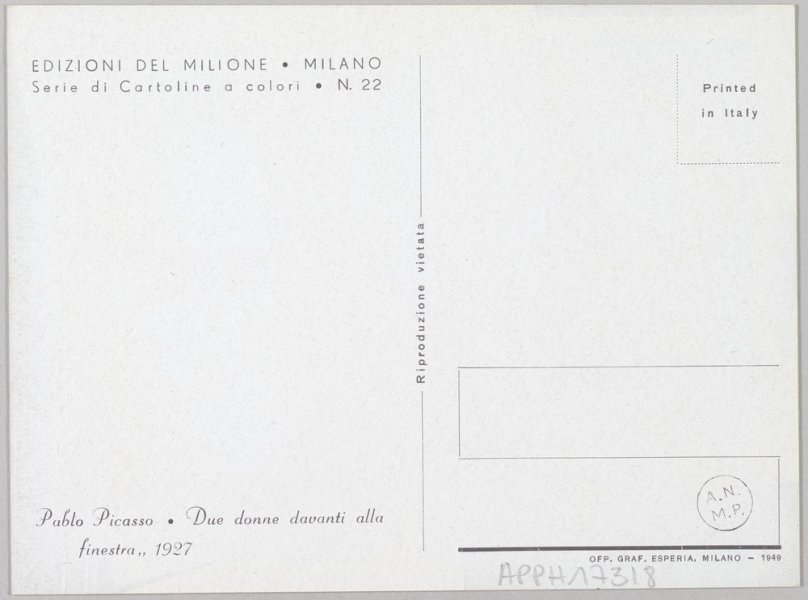 EDIZIONI DEL MILIONE • MILANO
Serie di Cartoline a colori • N. 22
Printed
in Italy
Riproduzione vietata
Pablo Picasso • Due donne davanti alla
finestra,, 1927
A.N.
M.P.
OFP. GRAF. ESPERIA, MILANO – 1949
APPH17318